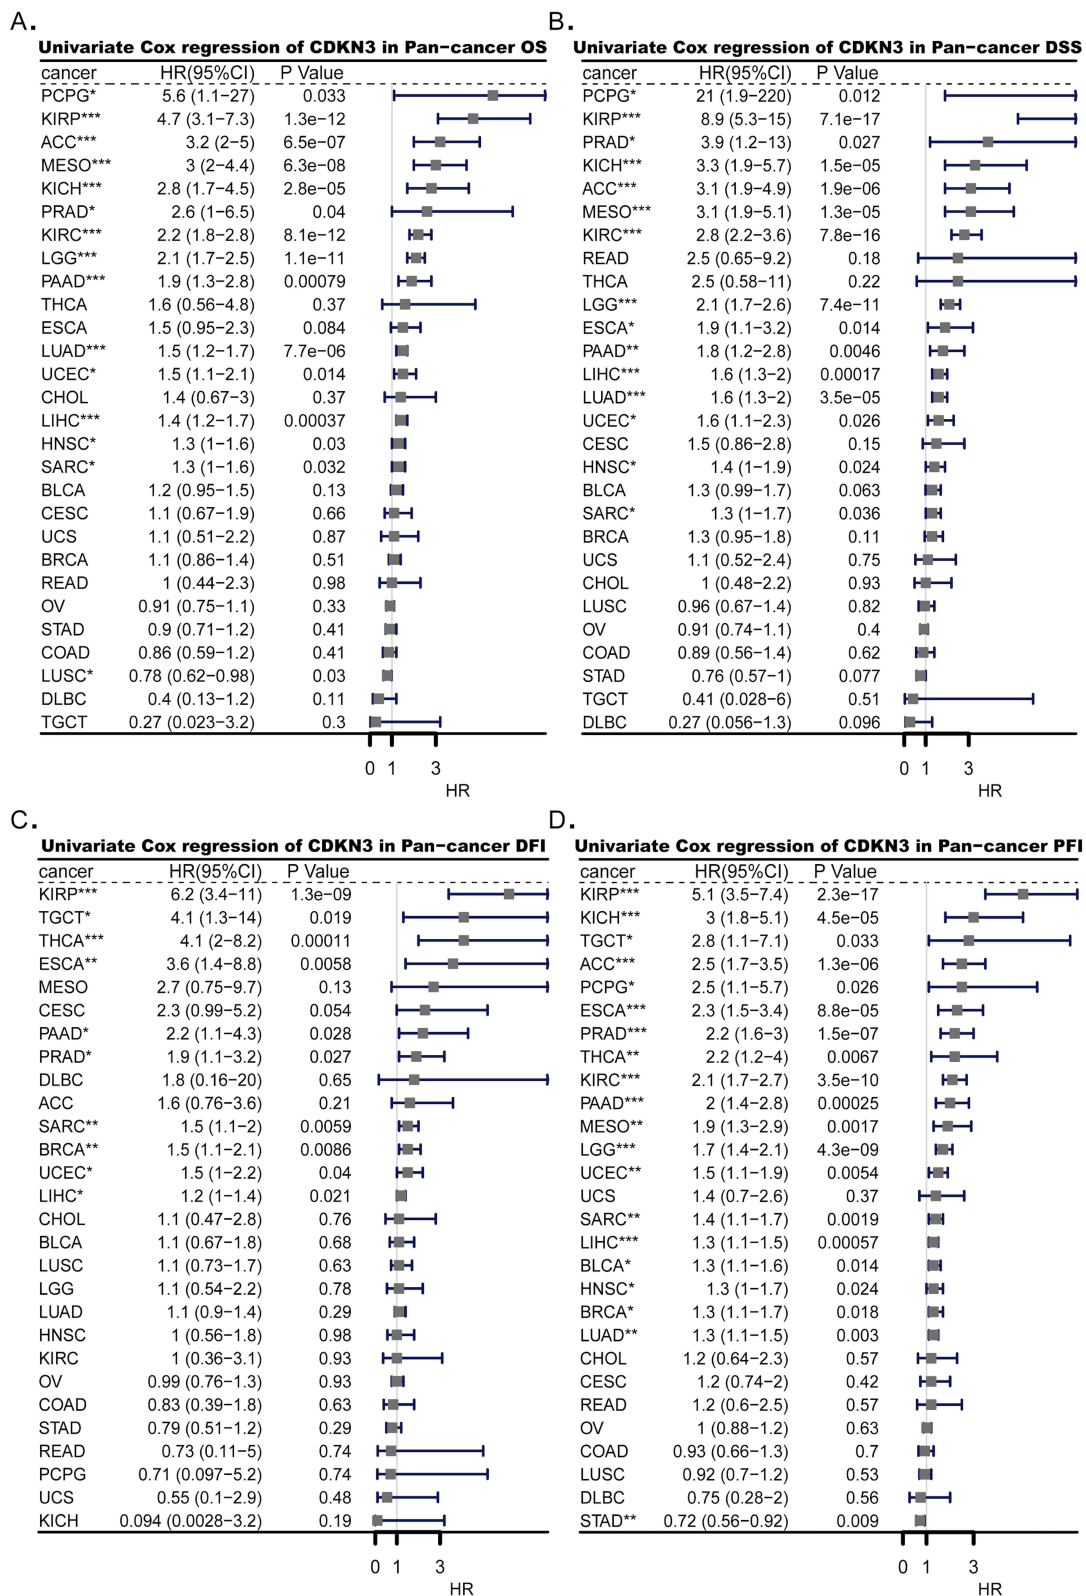 A.
Univariate Cox regression of CDKN3 in Pan−cancer OS
cancer HR(95%CI) P Value
PCPG* 5.6 (1.1−27) 0.033
KIRP*** 4.7 (3.1−7.3) 1.3e−12
ACC*** 3.2 (2−5) 6.5e−07
MESO*** 3 (2−4.4) 6.3e−08
KICH*** 2.8 (1.7−4.5) 2.8e−05
PRAD* 2.6 (1−6.5) 0.04
KIRC*** 2.2 (1.8−2.8) 8.1e−12
LGG*** 2.1 (1.7−2.5) 1.1e−11
PAAD*** 1.9 (1.3−2.8) 0.00079
THCA 1.6 (0.56−4.8) 0.37
ESCA 1.5 (0.95−2.3) 0.084
LUAD*** 1.5 (1.2−1.7) 7.7e−06
UCEC* 1.5 (1.1−2.1) 0.014
CHOL 1.4 (0.67−3) 0.37
LIHC*** 1.4 (1.2−1.7) 0.00037
HNSC* 1.3 (1−1.6) 0.03
SARC* 1.3 (1−1.6) 0.032
BLCA 1.2 (0.95−1.5) 0.13
CESC 1.1 (0.67−1.9) 0.66
UCS 1.1 (0.51−2.2) 0.87
BRCA 1.1 (0.86−1.4) 0.51
READ 1 (0.44−2.3) 0.98
OV 0.91 (0.75−1.1) 0.33
STAD 0.9 (0.71−1.2) 0.41
COAD 0.86 (0.59−1.2) 0.41
LUSC* 0.78 (0.62−0.98) 0.03
DLBC 0.4 (0.13−1.2) 0.11
TGCT 0.27 (0.023−3.2) 0.3
0 1 3
HR
B.
Univariate Cox regression of CDKN3 in Pan−cancer DSS
cancer HR(95%CI) P Value
PCPG* 21 (1.9−220) 0.012
KIRP*** 8.9 (5.3−15) 7.1e−17
PRAD* 3.9 (1.2−13) 0.027
KICH*** 3.3 (1.9−5.7) 1.5e−05
ACC*** 3.1 (1.9−4.9) 1.9e−06
MESO*** 3.1 (1.9−5.1) 1.3e−05
KIRC*** 2.8 (2.2−3.6) 7.8e−16
READ 2.5 (0.65−9.2) 0.18
THCA 2.5 (0.58−11) 0.22
LGG*** 2.1 (1.7−2.6) 7.4e−11
ESCA* 1.9 (1.1−3.2) 0.014
PAAD** 1.8 (1.2−2.8) 0.0046
LIHC*** 1.6 (1.3−2) 0.00017
LUAD*** 1.6 (1.3−2) 3.5e−05
UCEC* 1.6 (1.1−2.3) 0.026
CESC 1.5 (0.86−2.8) 0.15
HNSC* 1.4 (1−1.9) 0.024
BLCA 1.3 (0.99−1.7) 0.063
SARC* 1.3 (1−1.7) 0.036
BRCA 1.3 (0.95−1.8) 0.11
UCS 1.1 (0.52−2.4) 0.75
CHOL 1 (0.48−2.2) 0.93
LUSC 0.96 (0.67−1.4) 0.82
OV 0.91 (0.74−1.1) 0.4
COAD 0.89 (0.56−1.4) 0.62
STAD 0.76 (0.57−1) 0.077
TGCT 0.41 (0.028−6) 0.51
DLBC 0.27 (0.056−1.3) 0.096
0 1 3
HR
C.
Univariate Cox regression of CDKN3 in Pan−cancer DFI
cancer HR(95%CI) P Value
KIRP*** 6.2 (3.4−11) 1.3e−09
TGCT* 4.1 (1.3−14) 0.019
THCA*** 4.1 (2−8.2) 0.00011
ESCA** 3.6 (1.4−8.8) 0.0058
MESO 2.7 (0.75−9.7) 0.13
CESC 2.3 (0.99−5.2) 0.054
PAAD* 2.2 (1.1−4.3) 0.028
PRAD* 1.9 (1.1−3.2) 0.027
DLBC 1.8 (0.16−20) 0.65
ACC 1.6 (0.76−3.6) 0.21
SARC** 1.5 (1.1−2) 0.0059
BRCA** 1.5 (1.1−2.1) 0.0086
UCEC* 1.5 (1−2.2) 0.04
LIHC* 1.2 (1−1.4) 0.021
CHOL 1.1 (0.47−2.8) 0.76
BLCA 1.1 (0.67−1.8) 0.68
LUSC 1.1 (0.73−1.7) 0.63
LGG 1.1 (0.54−2.2) 0.78
LUAD 1.1 (0.9−1.4) 0.29
HNSC 1 (0.56−1.8) 0.98
KIRC 1 (0.36−3.1) 0.93
OV 0.99 (0.76−1.3) 0.93
COAD 0.83 (0.39−1.8) 0.63
STAD 0.79 (0.51−1.2) 0.29
READ 0.73 (0.11−5) 0.74
PCPG 0.71 (0.097−5.2) 0.74
UCS 0.55 (0.1−2.9) 0.48
KICH 0.094 (0.0028−3.2) 0.19
0 1 3
HR
D.
Univariate Cox regression of CDKN3 in Pan−cancer PFI
cancer HR(95%CI) P Value
KIRP*** 5.1 (3.5−7.4) 2.3e−17
KICH*** 3 (1.8−5.1) 4.5e−05
TGCT* 2.8 (1.1−7.1) 0.033
ACC*** 2.5 (1.7−3.5) 1.3e−06
PCPG* 2.5 (1.1−5.7) 0.026
ESCA*** 2.3 (1.5−3.4) 8.8e−05
PRAD*** 2.2 (1.6−3) 1.5e−07
THCA** 2.2 (1.2−4) 0.0067
KIRC*** 2.1 (1.7−2.7) 3.5e−10
PAAD*** 2 (1.4−2.8) 0.00025
MESO** 1.9 (1.3−2.9) 0.0017
LGG*** 1.7 (1.4−2.1) 4.3e−09
UCEC** 1.5 (1.1−1.9) 0.0054
UCS 1.4 (0.7−2.6) 0.37
SARC** 1.4 (1.1−1.7) 0.0019
LIHC*** 1.3 (1.1−1.5) 0.00057
BLCA* 1.3 (1.1−1.6) 0.014
HNSC* 1.3 (1−1.7) 0.024
BRCA* 1.3 (1.1−1.7) 0.018
LUAD** 1.3 (1.1−1.5) 0.003
CHOL 1.2 (0.64−2.3) 0.57
CESC 1.2 (0.74−2) 0.42
READ 1.2 (0.6−2.5) 0.57
OV 1 (0.88−1.2) 0.63
COAD 0.93 (0.66−1.3) 0.7
LUSC 0.92 (0.7−1.2) 0.53
DLBC 0.75 (0.28−2) 0.56
STAD** 0.72 (0.56−0.92) 0.009
0 1 3
HR